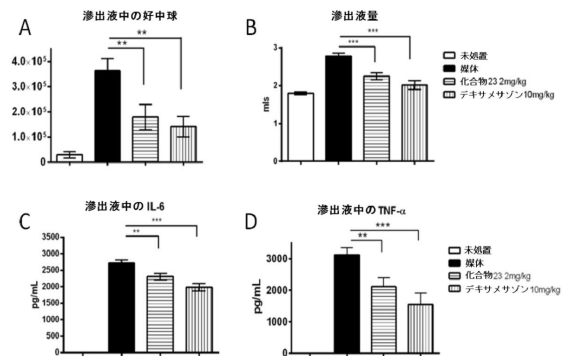 A
滲出液中の好中球
**
**
4.0×10⁵
3.0×10⁵
2.0×10⁵
1.0×10⁵
0
B
滲出液量
***
***
mls
3
2
1
0
未処置
媒体
化合物23 2mg/kg
デキサメサゾン10mg/kg
C
滲出液中のIL-6
***
**
pg/mL
3500
3000
2500
2000
1500
1000
500
0
D
滲出液中のTNF-α
***
**
pg/mL
3000
2000
1000
0
未処置
媒体
化合物23 2mg/kg
デキサメサゾン10mg/kg